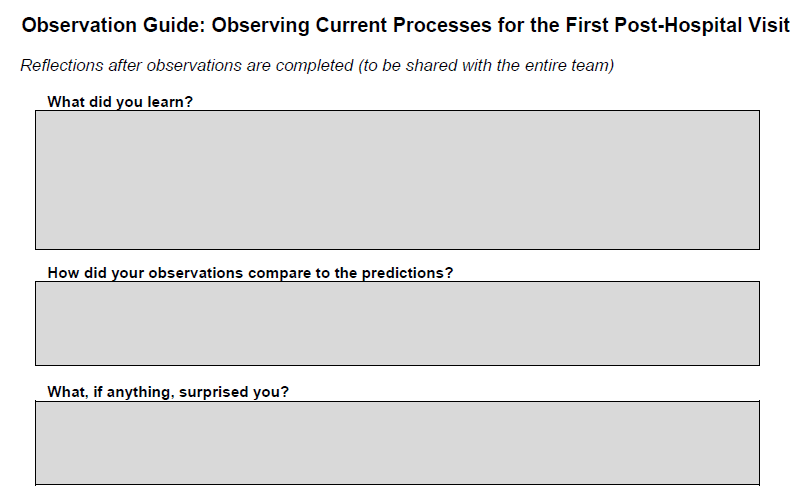 Observation Guide: Observing Current Processes for the First Post-Hospital Visit
Reflections after observations are completed (to be shared with the entire team)
What did you learn?
How did your observations compare to the predictions?
What, if anything, surprised you?